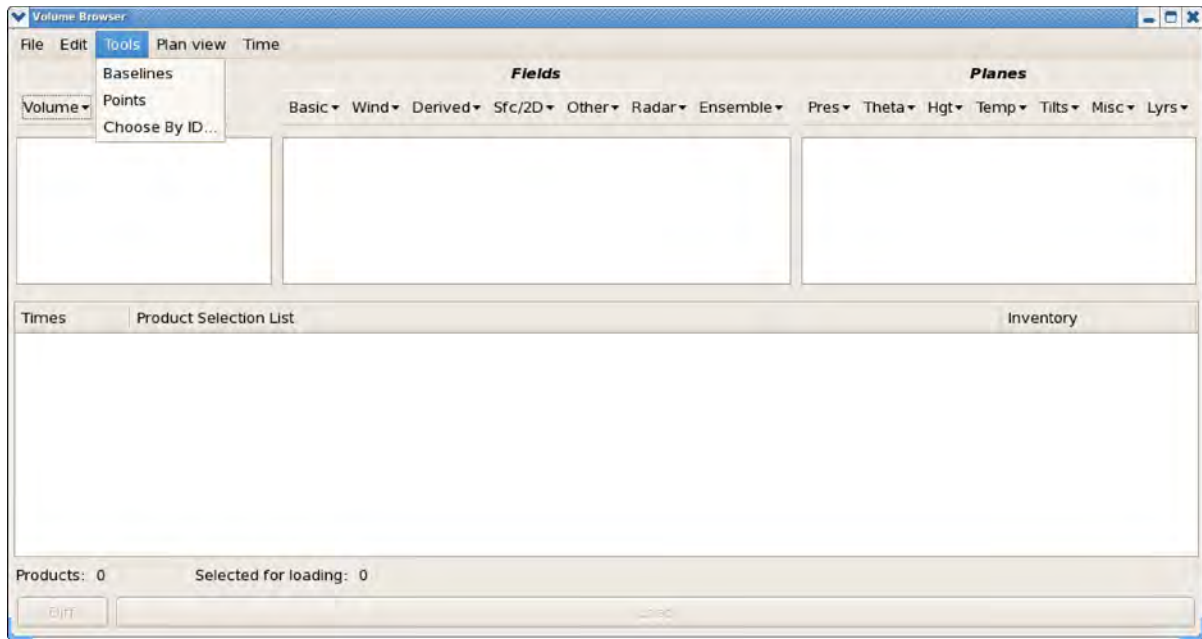 Volume Browser
File Edit Tools Plan view Time
Baselines
Points
Choose By ID...
Fields
Planes
Volume
Basic Wind Derived Sfc/2D Other Radar Ensemble
Pres Theta Hgt Temp Tilts Misc Lyrs
Times Product Selection List Inventory
Products: 0 Selected for loading: 0
Diff